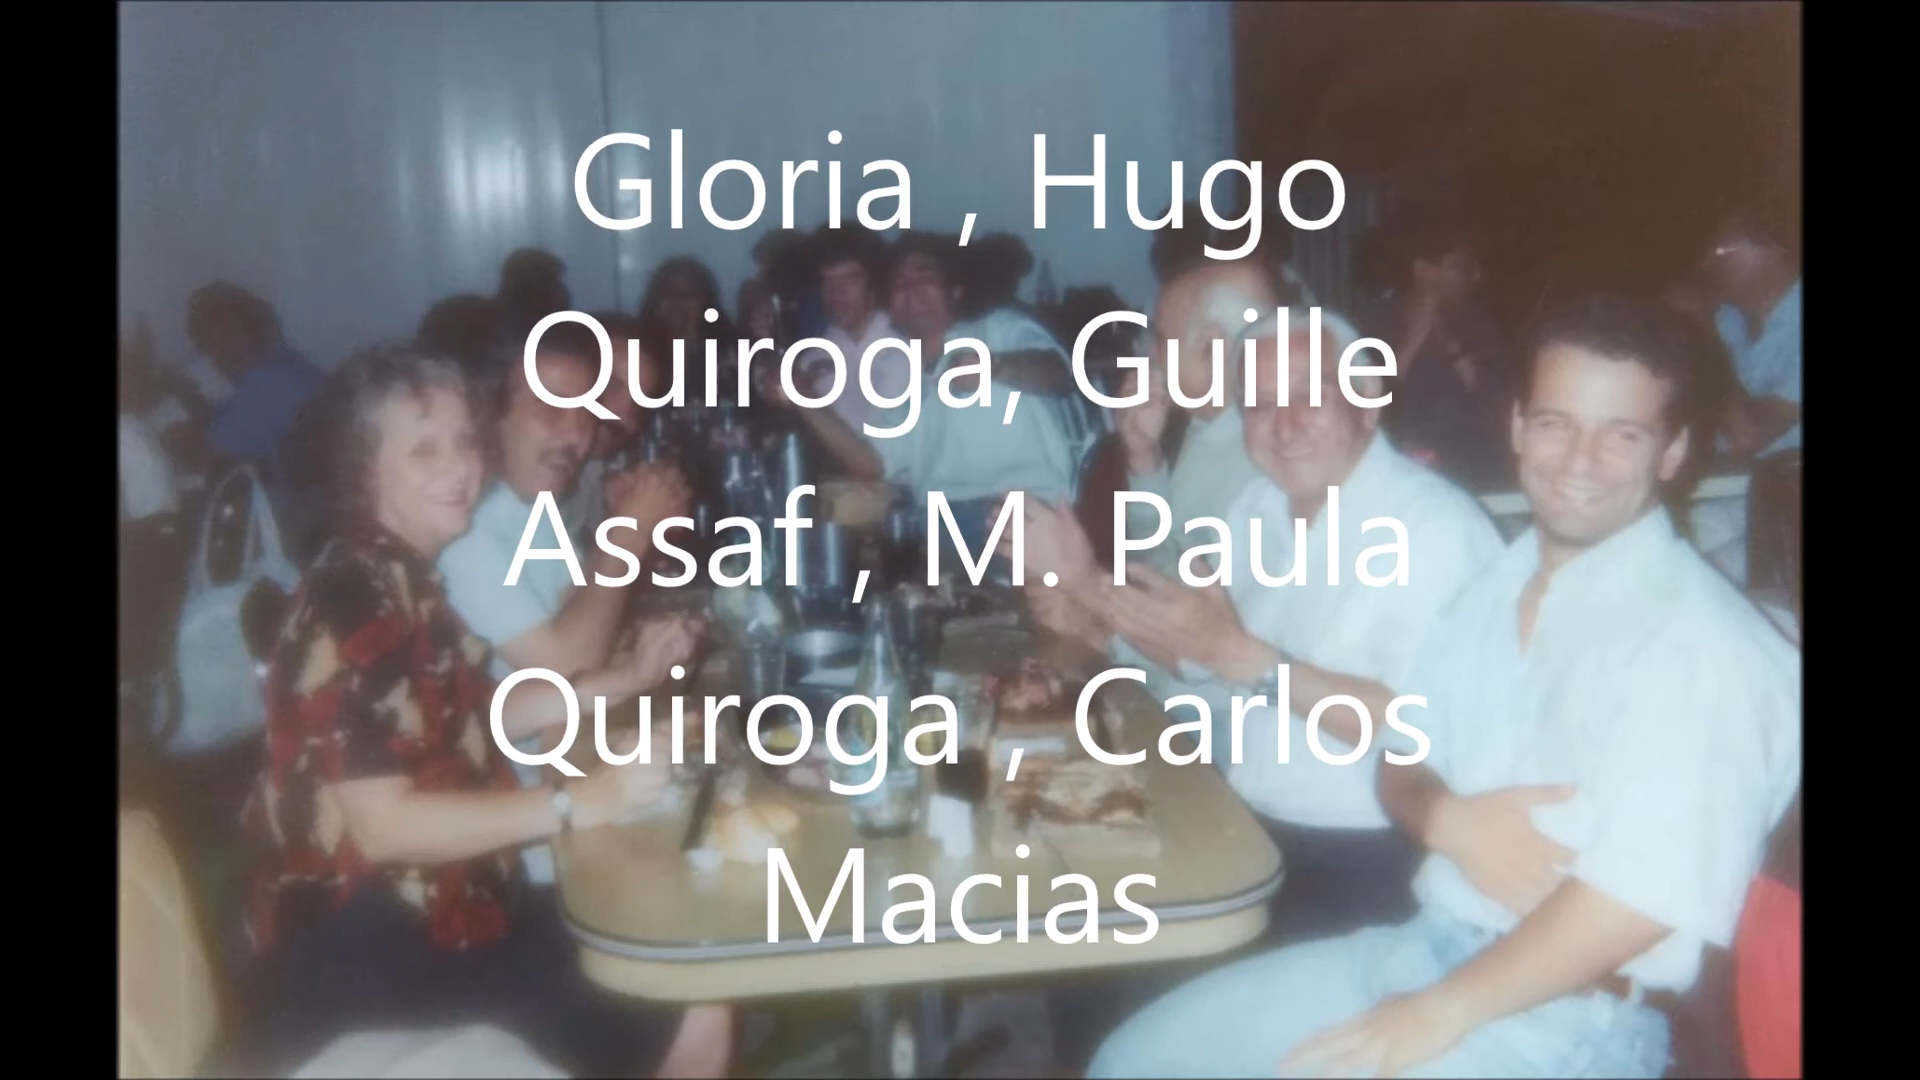 Gloria , Hugo
Quiroga, Guille
Assaf , M. Paula
Quiroga , Carlos
Macias